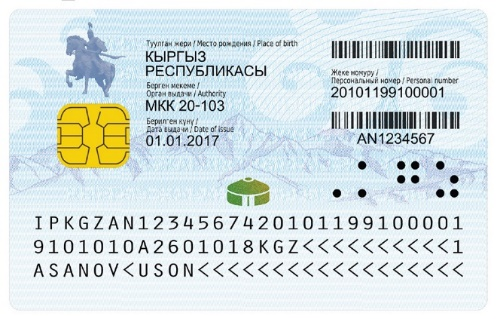 Туулган жери / Место рождения / Place of birth
КЫРГЫЗ
РЕСПУБЛИКАСЫ
Берген мекеме /
Орган выдачи / Authority
МКК 20-103
Берилген күнү /
Дата выдачи / Date of issue
01.01.2017
Жеке номуру /
Персональный номер / Personal number
20101199100001
AN1234567
IPKGZAN1234567420101199100001
9101010A2601018KGZ<<<<<<<<<<1
ASANOV<USON<<<<<<<<<<<<<<<<<<